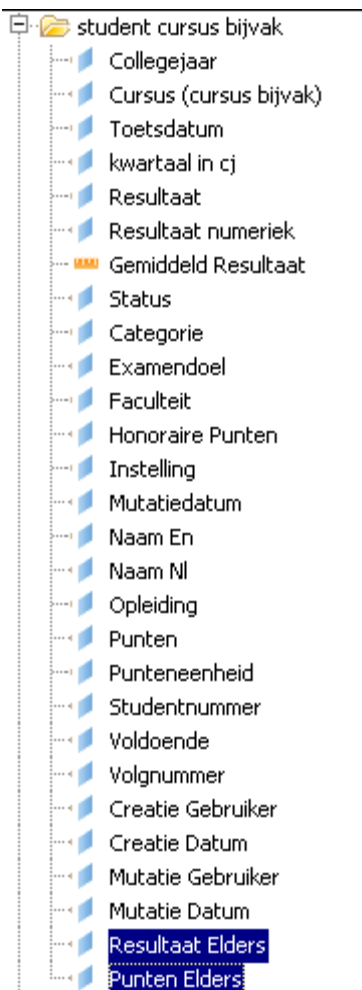 student cursus bijvak
Collegejaar
Cursus (cursus bijvak)
Toetsdatum
kwartaal in cj
Resultaat
Resultaat numeriek
Gemiddeld Resultaat
Status
Categorie
Examendoel
Faculteit
Honoraire Punten
Instelling
Mutatiedatum
Naam En
Naam Nl
Opleiding
Punten
Punteneenheid
Studentnummer
Voldoende
Volgnummer
Creatie Gebruiker
Creatie Datum
Mutatie Gebruiker
Mutatie Datum
Resultaat Elders
Punten Elders